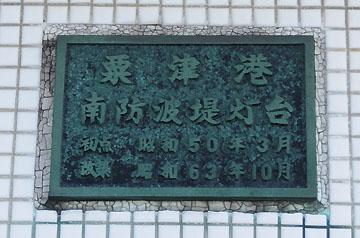 粟津港
南防波堤灯台
初点 昭和50年3月
改築 昭和63年10月